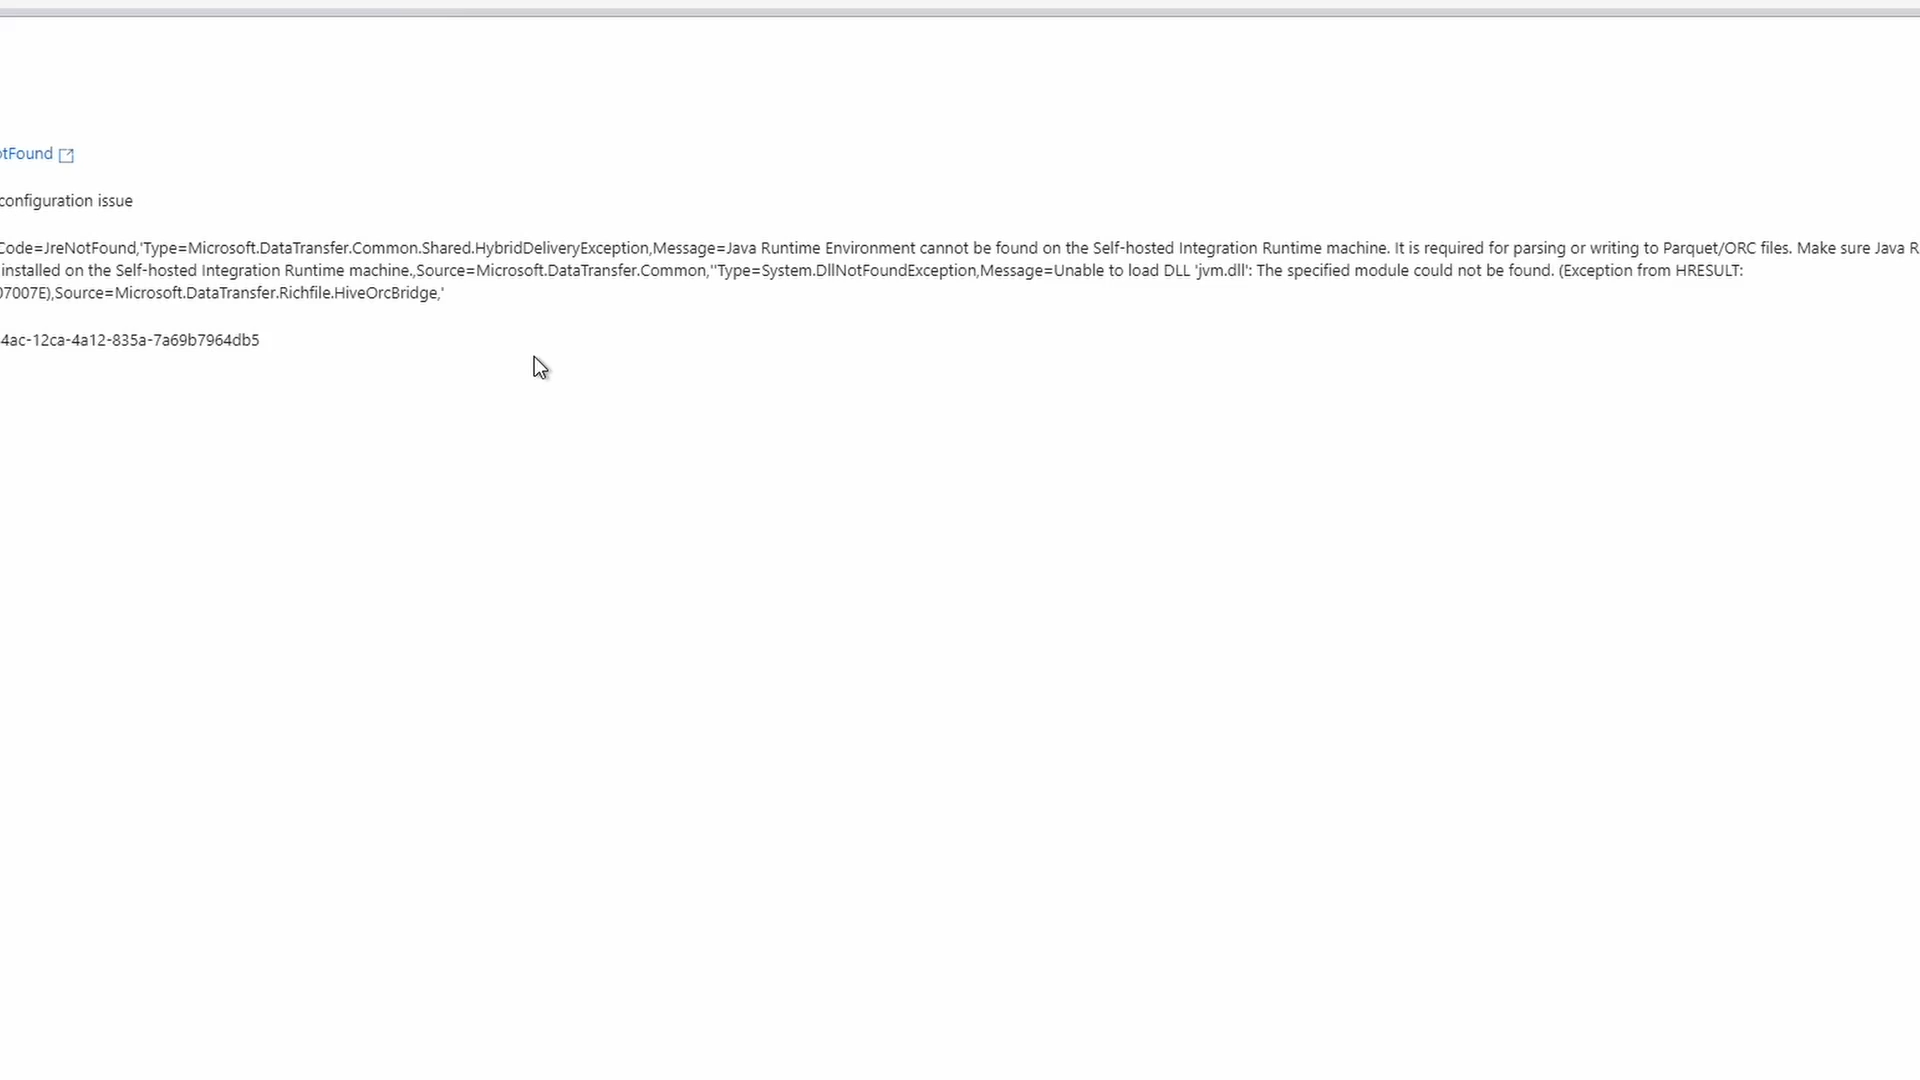 otFound
configuration issue
Code=JreNotFound,'Type=Microsoft.DataTransfer.Common.Shared.HybridDeliveryException,Message=Java Runtime Environment cannot be found on the Self-hosted Integration Runtime machine. It is required for parsing or writing to Parquet/ORC files. Make sure Java R
installed on the Self-hosted Integration Runtime machine.,Source=Microsoft.DataTransfer.Common,''Type=System.DllNotFoundException,Message=Unable to load DLL 'jvm.dll': The specified module could not be found. (Exception from HRESULT:
07007E),Source=Microsoft.DataTransfer.Richfile.HiveOrcBridge,'
4ac-12ca-4a12-835a-7a69b7964db5